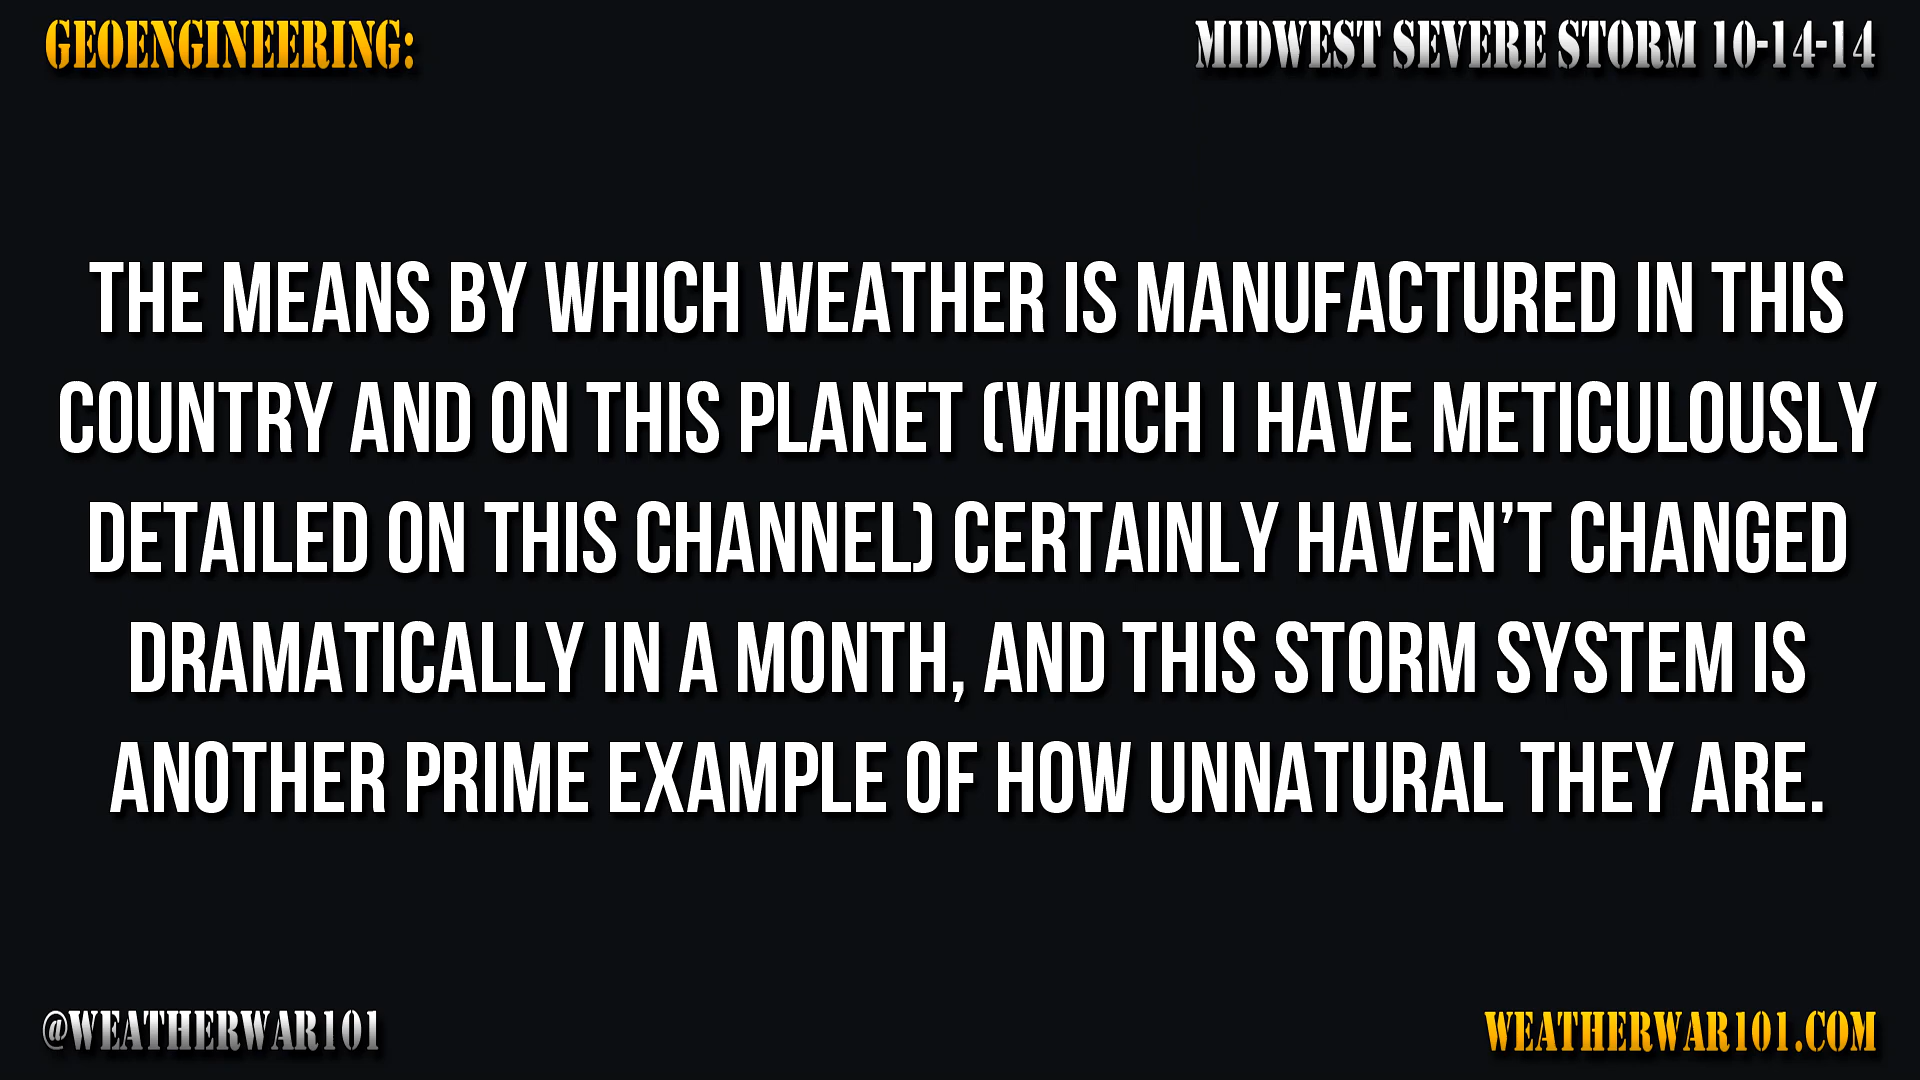 GEOENGINEERING:
MIDWEST SEVERE STORM 10-14-14
THE MEANS BY WHICH WEATHER IS MANUFACTURED IN THIS
COUNTRY AND ON THIS PLANET (WHICH I HAVE METICULOUSLY
DETAILED ON THIS CHANNEL) CERTAINLY HAVEN'T CHANGED
DRAMATICALLY IN A MONTH, AND THIS STORM SYSTEM IS
ANOTHER PRIME EXAMPLE OF HOW UNNATURAL THEY ARE.
@WEATHERWAR101
WEATHERWAR101.COM